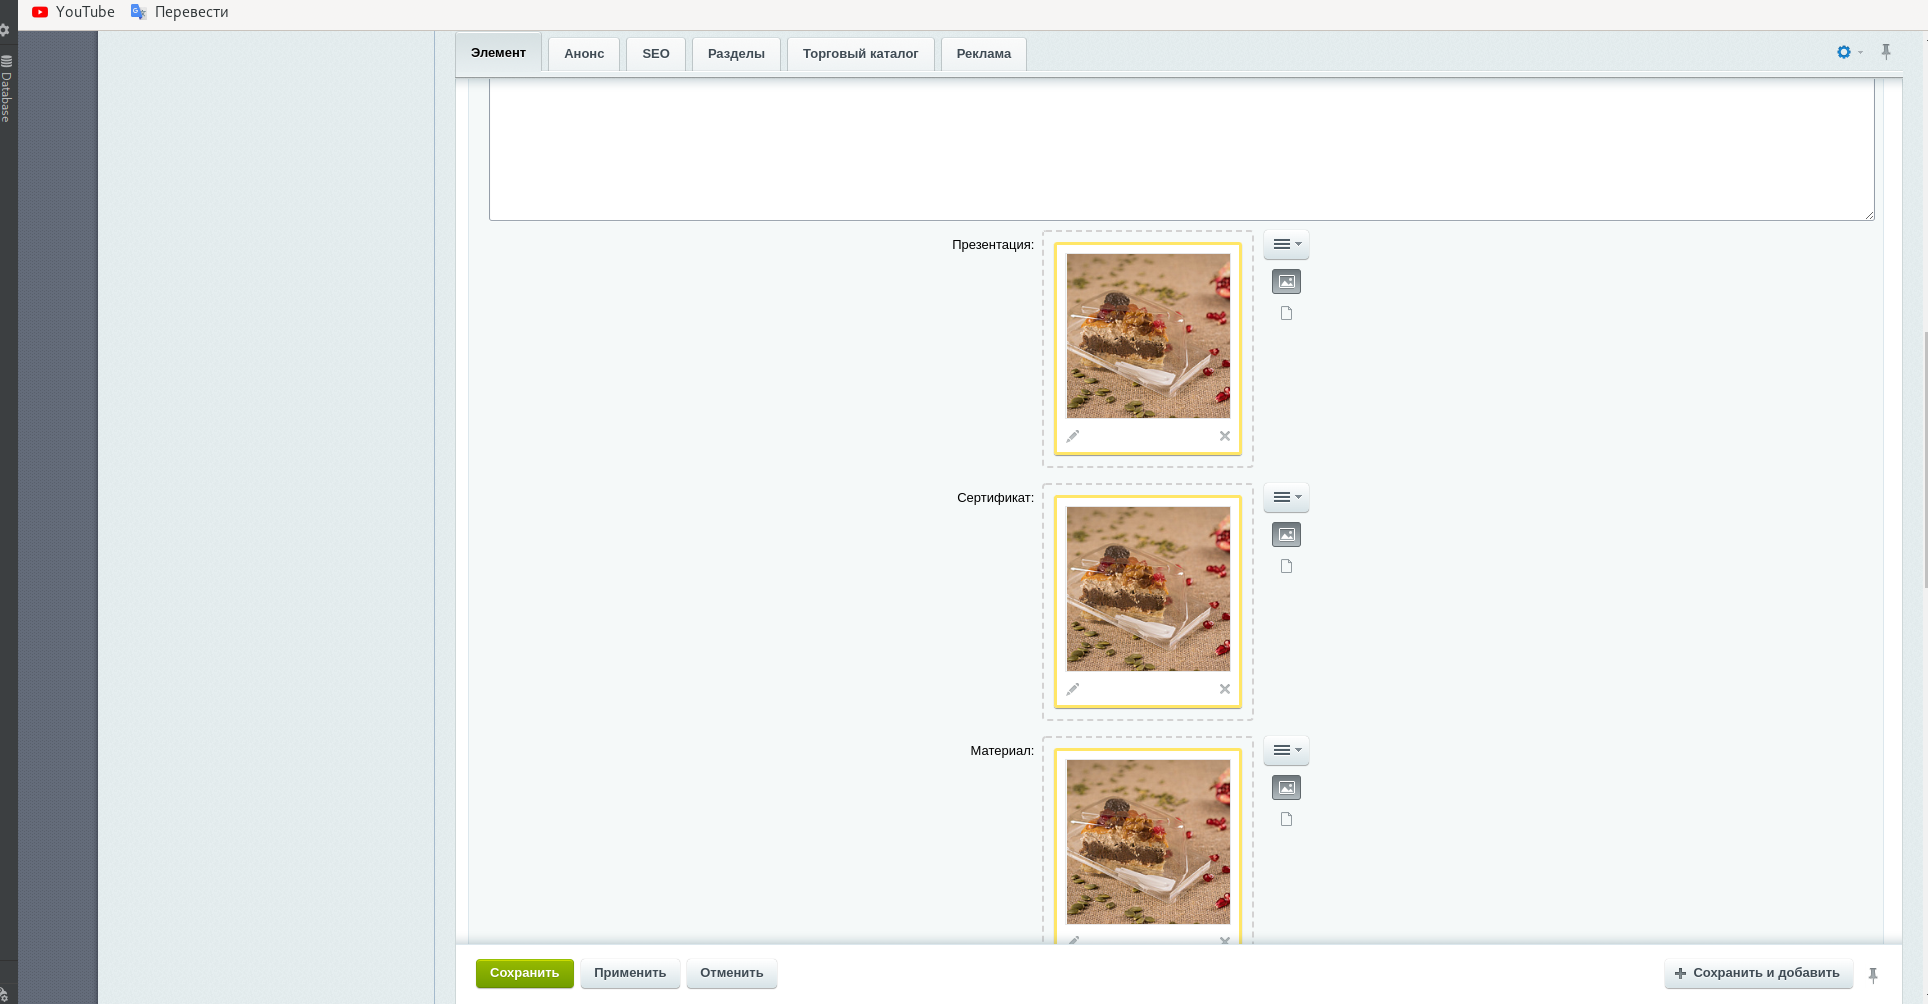 YouTube
Перевести
Database
Элемент
Анонс
SEO
Разделы
Торговый каталог
Реклама
Презентация:
Сертификат:
Материал:
Сохранить
Применить
Отменить
Сохранить и добавить